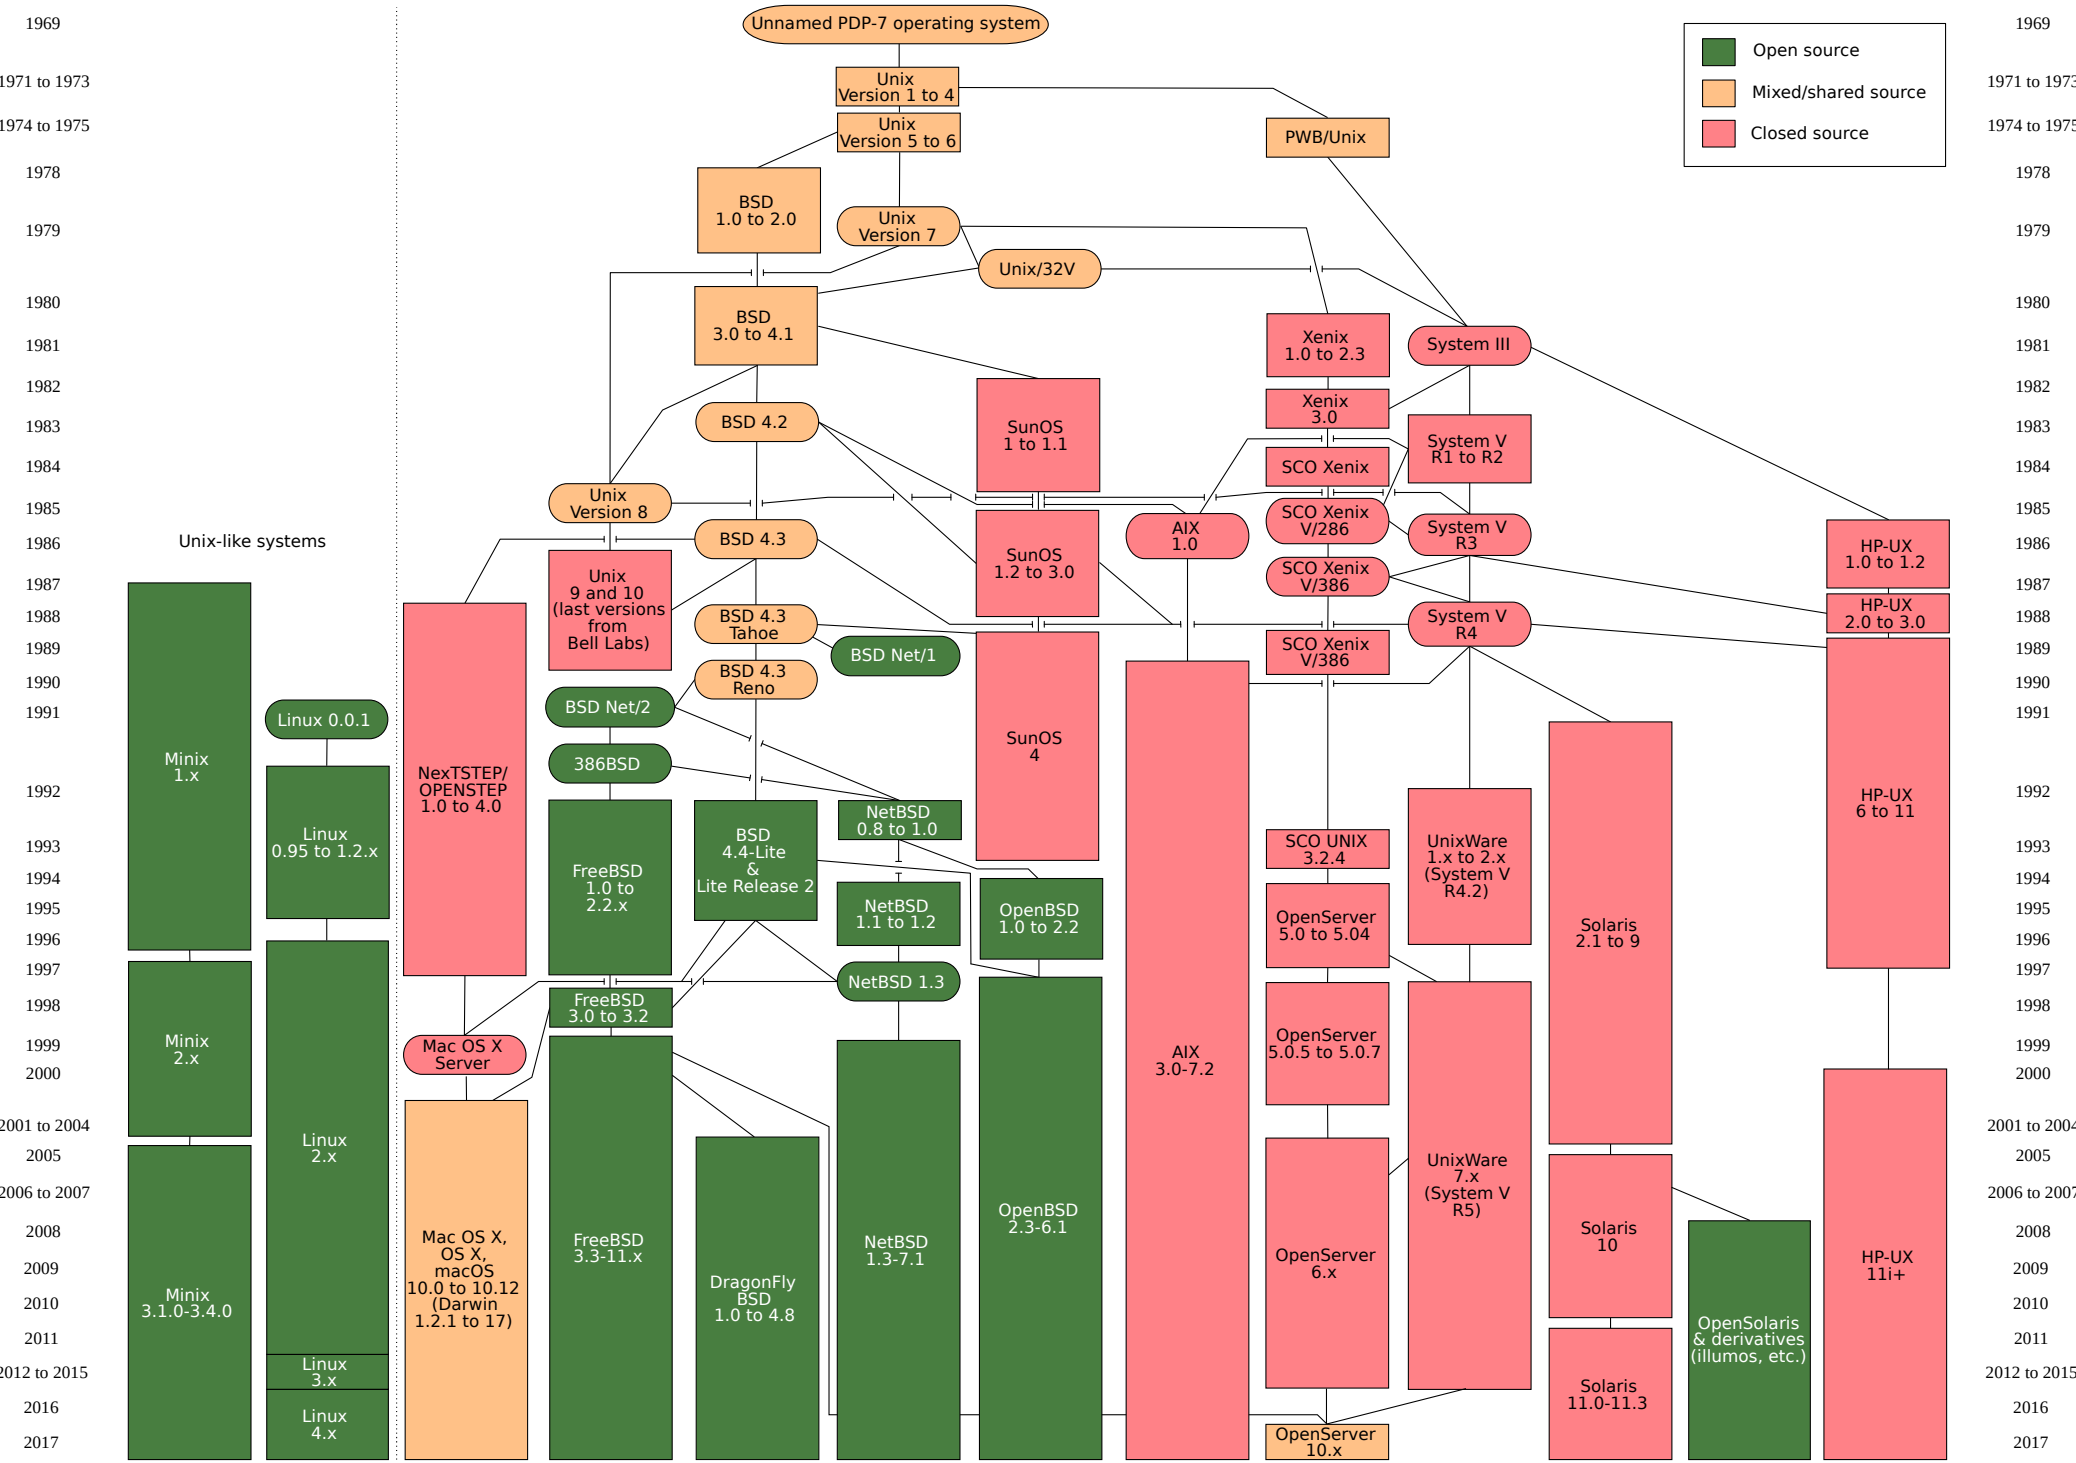 1969
1971 to 1973
1974 to 1975
1978
1979
1980
1981
1982
1983
1984
1985
1986
1987
1988
1989
1990
1991
1992
1993
1994
1995
1996
1997
1998
1999
2000
2001 to 2004
2005
2006 to 2007
2008
2009
2010
2011
2012 to 2015
2016
2017
Unix-like systems
Minix
1.x
Minix
2.x
Minix
3.1.0-3.4.0
Linux 0.0.1
Linux
0.95 to 1.2.x
Linux
2.x
Linux
3.x
Linux
4.x
Unnamed PDP-7 operating system
Unix
Version 1 to 4
Unix
Version 5 to 6
PWB/Unix
BSD
1.0 to 2.0
Unix
Version 7
Unix/32V
BSD
3.0 to 4.1
Xenix
1.0 to 2.3
System III
SunOS
1 to 1.1
Xenix
3.0
BSD 4.2
System V
R1 to R2
SCO Xenix
Unix
Version 8
SCO Xenix
V/286
AIX
1.0
System V
R3
BSD 4.3
SunOS
1.2 to 3.0
HP-UX
1.0 to 1.2
Unix
9 and 10
(last versions
from
Bell Labs)
SCO Xenix
V/386
HP-UX
2.0 to 3.0
BSD 4.3
Tahoe
System V
R4
BSD Net/1
SCO Xenix
V/386
BSD 4.3
Reno
BSD Net/2
386BSD
SunOS
4
NexTSTEP/
OPENSTEP
1.0 to 4.0
HP-UX
6 to 11
NetBSD
0.8 to 1.0
BSD
4.4-Lite
&
Lite Release 2
SCO UNIX
3.2.4
UnixWare
1.x to 2.x
(System V
R4.2)
FreeBSD
1.0 to
2.2.x
NetBSD
1.1 to 1.2
OpenBSD
1.0 to 2.2
OpenServer
5.0 to 5.04
Solaris
2.1 to 9
NetBSD 1.3
FreeBSD
3.0 to 3.2
Mac OS X
Server
OpenServer
5.0.5 to 5.0.7
AIX
3.0-7.2
UnixWare
7.x
(System V
R5)
OpenBSD
2.3-6.1
Mac OS X,
OS X,
macOS
10.0 to 10.12
(Darwin
1.2.1 to 17)
FreeBSD
3.3-11.x
NetBSD
1.3-7.1
DragonFly
BSD
1.0 to 4.8
OpenServer
6.x
Solaris
10
HP-UX
11i+
OpenSolaris
& derivatives
(illumos, etc.)
Solaris
11.0-11.3
OpenServer
10.x
Open source
Mixed/shared source
Closed source
1969
1971 to 1973
1974 to 1975
1978
1979
1980
1981
1982
1983
1984
1985
1986
1987
1988
1989
1990
1991
1992
1993
1994
1995
1996
1997
1998
1999
2000
2001 to 2004
2005
2006 to 2007
2008
2009
2010
2011
2012 to 2015
2016
2017